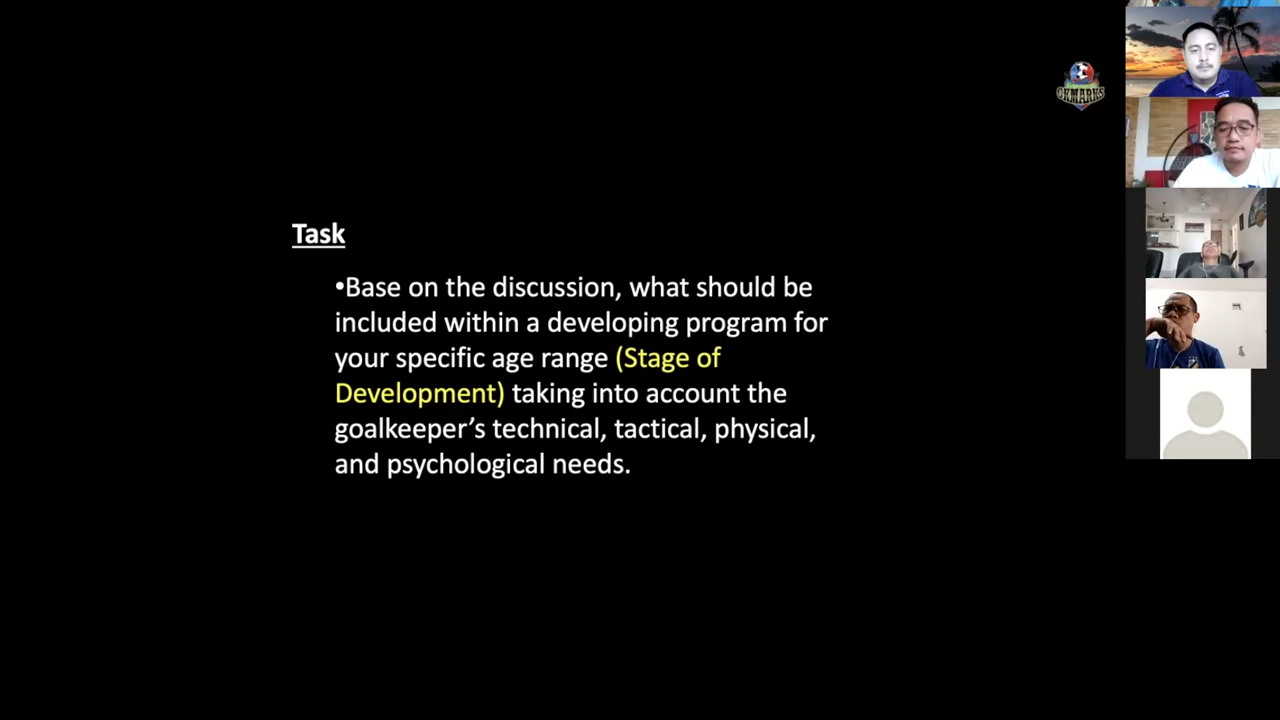 GKMARKS
Task
•Base on the discussion, what should be
included within a developing program for
your specific age range (Stage of
Development) taking into account the
goalkeeper’s technical, tactical, physical,
and psychological needs.